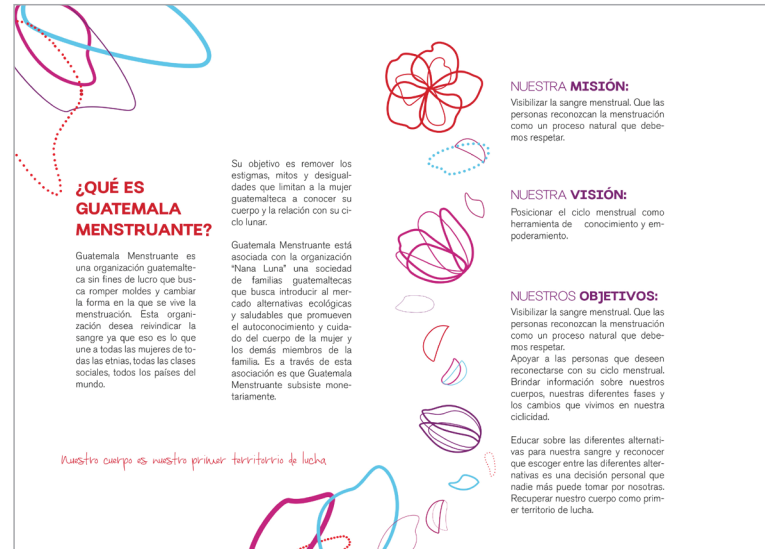 ¿QUÉ ES
GUATEMALA
MENSTRUANTE?
Guatemala Menstruante es
una organización guatemalte-
ca sin fines de lucro que bus-
ca romper moldes y cambiar
la forma en la que se vive la
menstruación. Esta organi-
zación desea reivindicar la
sangre ya que eso es lo que
une a todas las mujeres de to-
das las etnias, todas las clases
sociales, todos los países del
mundo.
Su objetivo es remover los
estigmas, mitos y desigual-
dades que limitan a la mujer
guatemalteca a conocer su
cuerpo y la relación con su ci-
clo lunar.
Guatemala Menstruante está
asociada con la organización
“Nana Luna” una sociedad
de familias guatemaltecas
que busca introducir al mer-
cado alternativas ecológicas
y saludables que promueven
el autoconocimiento y cuida-
do del cuerpo de la mujer y
los demás miembros de la
familia. Es a través de esta
asociación es que Guatemala
Menstruante subsiste mone-
tariamente.
Nuestro cuerpo es nuestro primer territorrio de lucha.
NUESTRA MISIÓN:
Visibilizar la sangre menstrual. Que las
personas reconozcan la menstruación
como un proceso natural que debe-
mos respetar.
NUESTRA VISIÓN:
Posicionar el ciclo menstrual como
herramienta de conocimiento y em-
poderamiento.
NUESTROS OBJETIVOS:
Visibilizar la sangre menstrual. Que las
personas reconozcan la menstruación
como un proceso natural que debe-
mos respetar.
Apoyar a las personas que deseen
reconectarse con su ciclo menstrual.
Brindar información sobre nuestros
cuerpos, nuestras diferentes fases y
los cambios que vivimos en nuestra
ciclicidad.
Educar sobre las diferentes alternati-
vas para nuestra sangre y reconocer
que escoger entre las diferentes alter-
nativas es una decisión personal que
nadie más puede tomar por nosotras.
Recuperar nuestro cuerpo como prim-
er territorio de lucha.